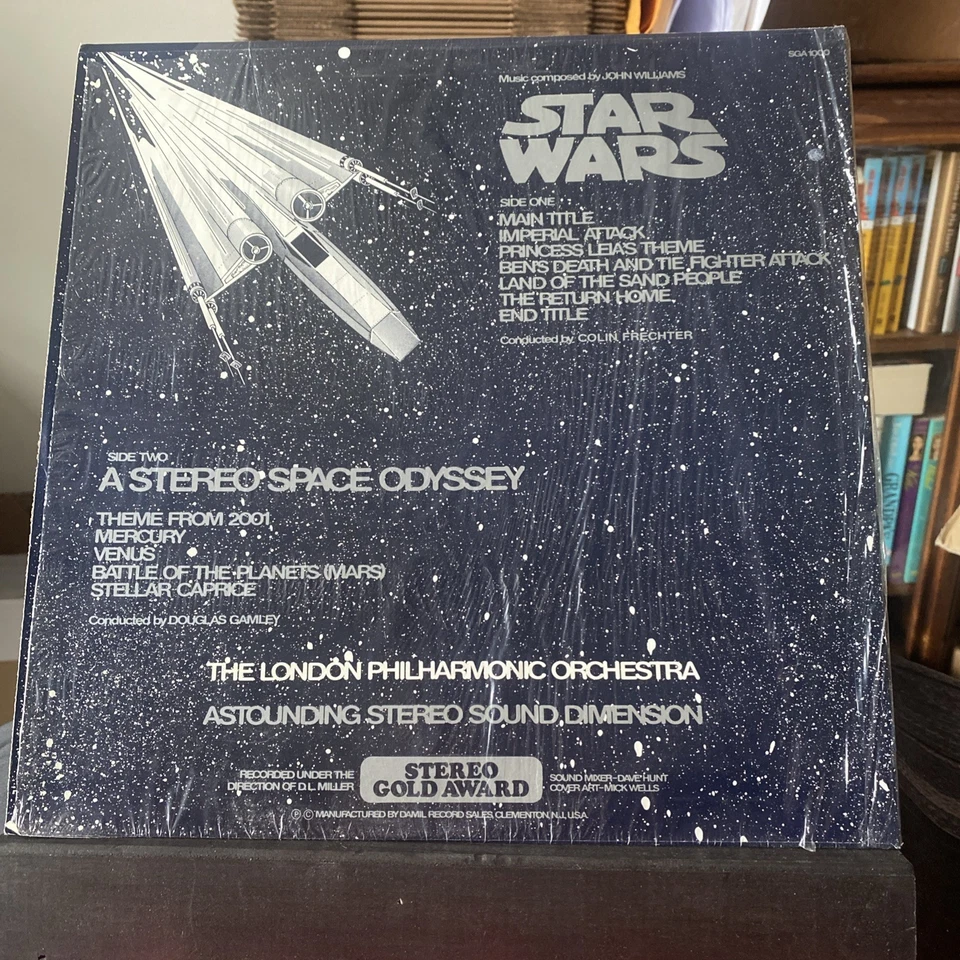 SGA 1000
Music composed by JOHN WILLIAMS
STAR
WARS
SIDE ONE
MAIN TITLE
IMPERIAL ATTACK
PRINCESS LEIA'S THEME
BEN'S DEATH AND TIE FIGHTER ATTACK
LAND OF THE SAND PEOPLE
THE RETURN HOME
END TITLE
Conducted by COLIN FRECHTER
SIDE TWO
A STEREO SPACE ODYSSEY
THEME FROM 2001
MERCURY
VENUS
BATTLE OF THE PLANETS (MARS)
STELLAR CAPRICE
Conducted by DOUGLAS GAMLEY
THE LONDON PHILHARMONIC ORCHESTRA
ASTOUNDING STEREO SOUND DIMENSION
RECORDED UNDER THE
DIRECTION OF D. L. MILLER
STEREO
GOLD AWARD
SOUND MIXER-DAVE HUNT
COVER ART-MICK WELLS
Ⓟ © MANUFACTURED BY DAMIL RECORD SALES, CLEMENTON, N.J., U.S.A.